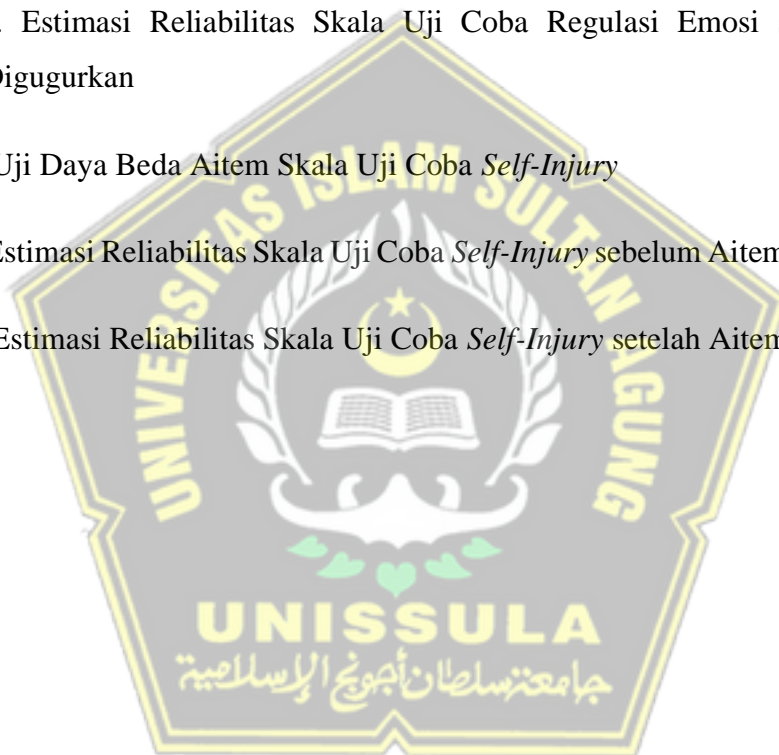 . Estimasi Reliabilitas Skala Uji Coba Regulasi Emosi
Digugurkan
Uji Daya Beda Aitem Skala Uji Coba Self-Injury
Estimasi Reliabilitas Skala Uji Coba Self-Injury sebelum Aitem
Estimasi Reliabilitas Skala Uji Coba Self-Injury setelah Aitem
UNIVERSITAS ISLAM SULTAN AGUNG
UNISSULA
جامعة سلطان أجونج الإسلامية